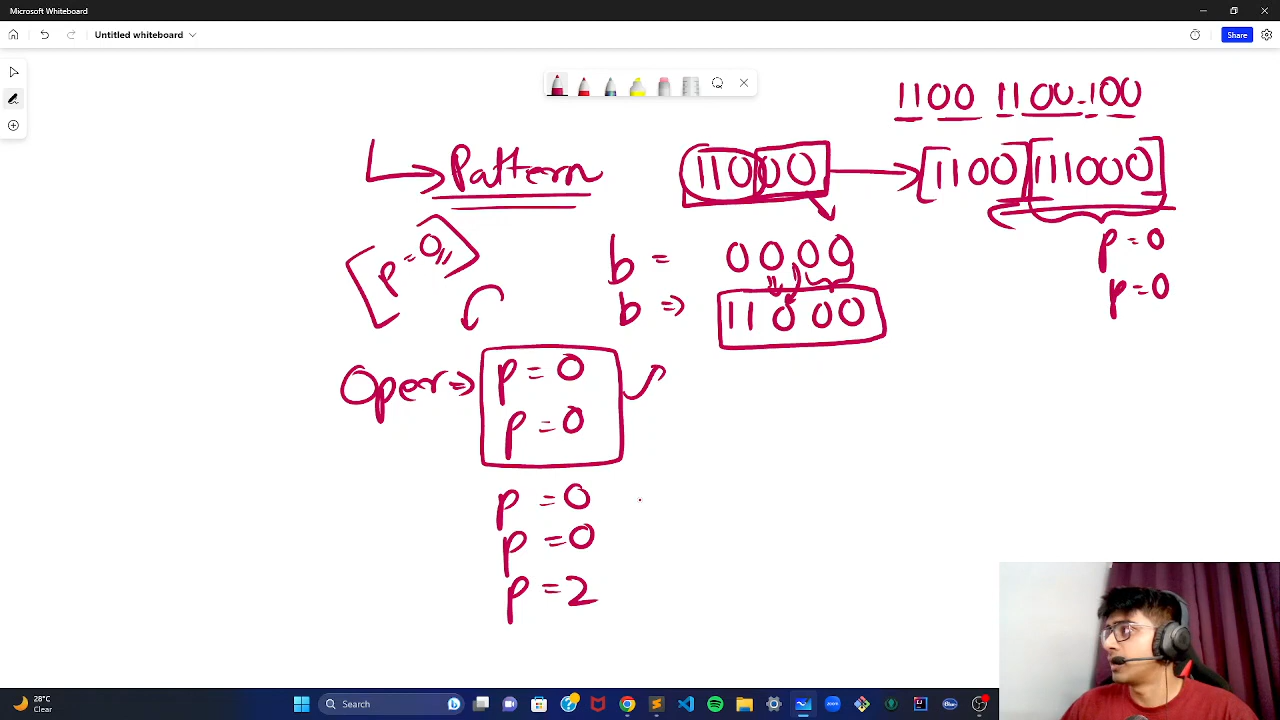 Microsoft Whiteboard
Untitled whiteboard
Share
1100 1100 100
Pattern
11000
1100 111000
p = 0
p = 0
p = 0
b = 0000
b => 11000
Oper =>
p = 0
p = 0
p = 0
p = 0
p = 2
28°C
Clear
Search
zoom